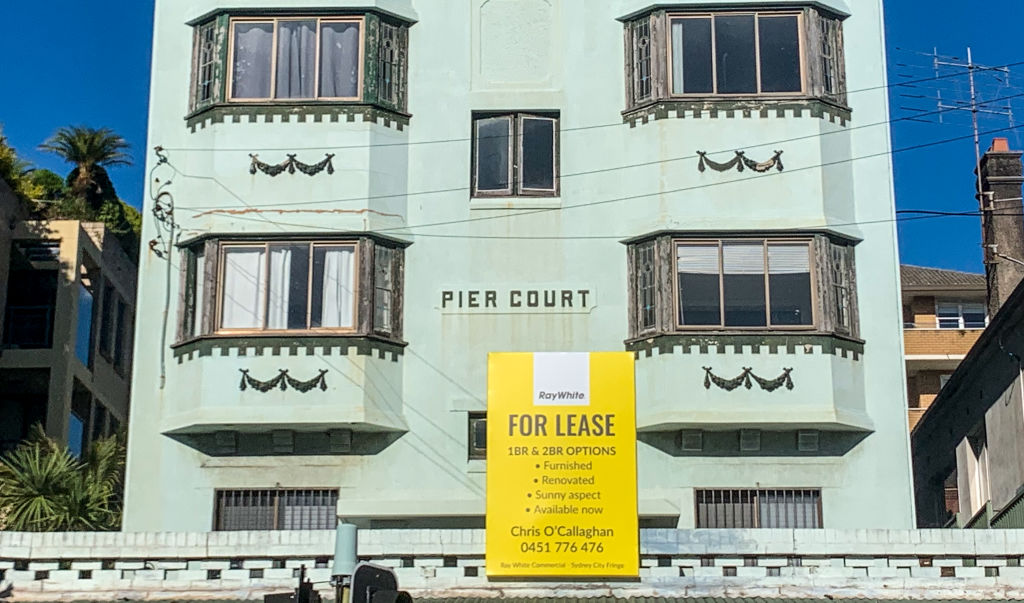 PIER COURT
RayWhite.
FOR LEASE
1BR & 2BR OPTIONS
• Furnished
• Renovated
• Sunny aspect
• Available now
Chris O'Callaghan
0451 776 476
Ray White Commercial - Sydney City Fringe